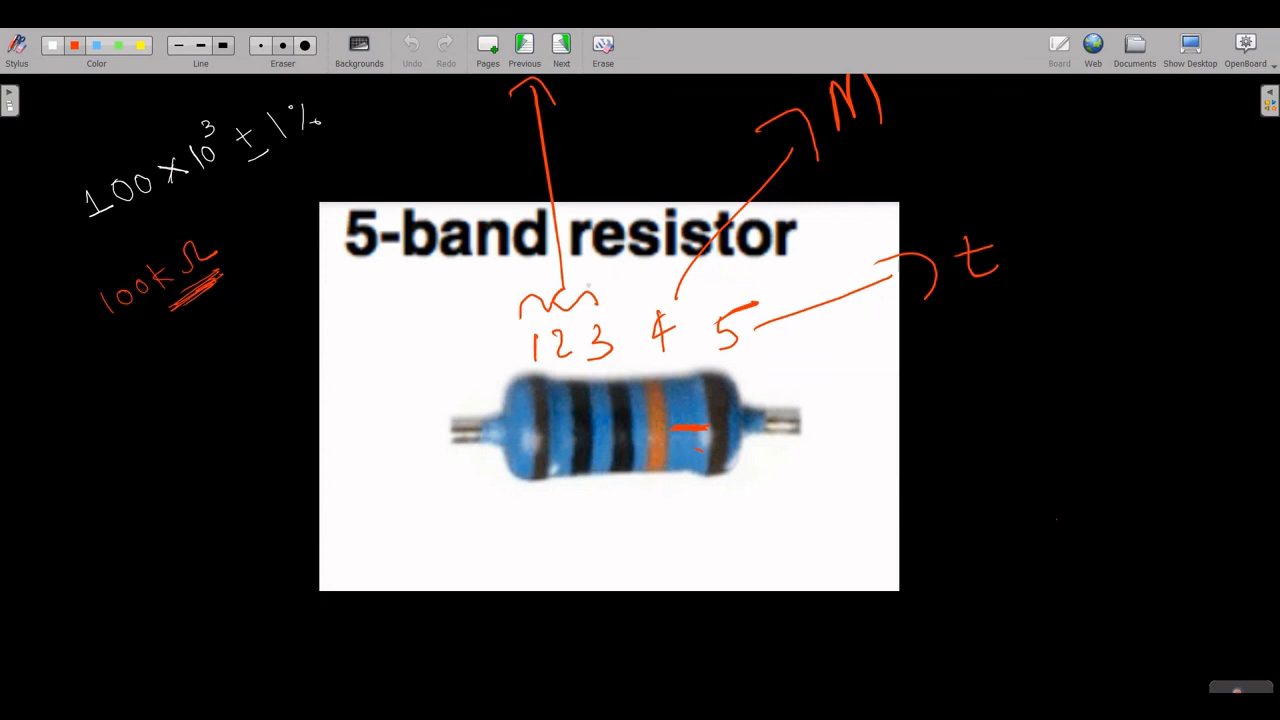 Stylus
Color
Line
Eraser
Backgrounds
Undo
Redo
Pages
Previous
Next
Erase
Board
Web
Documents
Show Desktop
OpenBoard
M
100 × 10³ ± 1%
100k Ω
5-band resistor
t
1 2 3 4 5